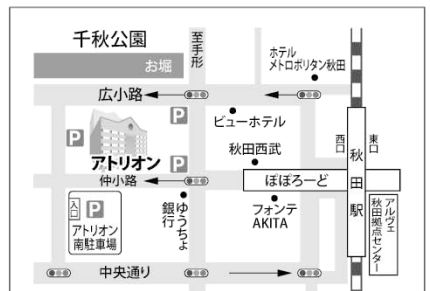 千秋公園
お堀
至手形
ホテル
メトロポリタン秋田
広小路
P
ビューホテル
P
アトリオン
P
秋田西武
西口
東口
秋田駅
仲小路
ぽぽろーど
入口
P
アトリオン
南駐車場
ゆうちょ
銀行
フォンテ
AKITA
アルヴェ
秋田拠点センター
中央通り